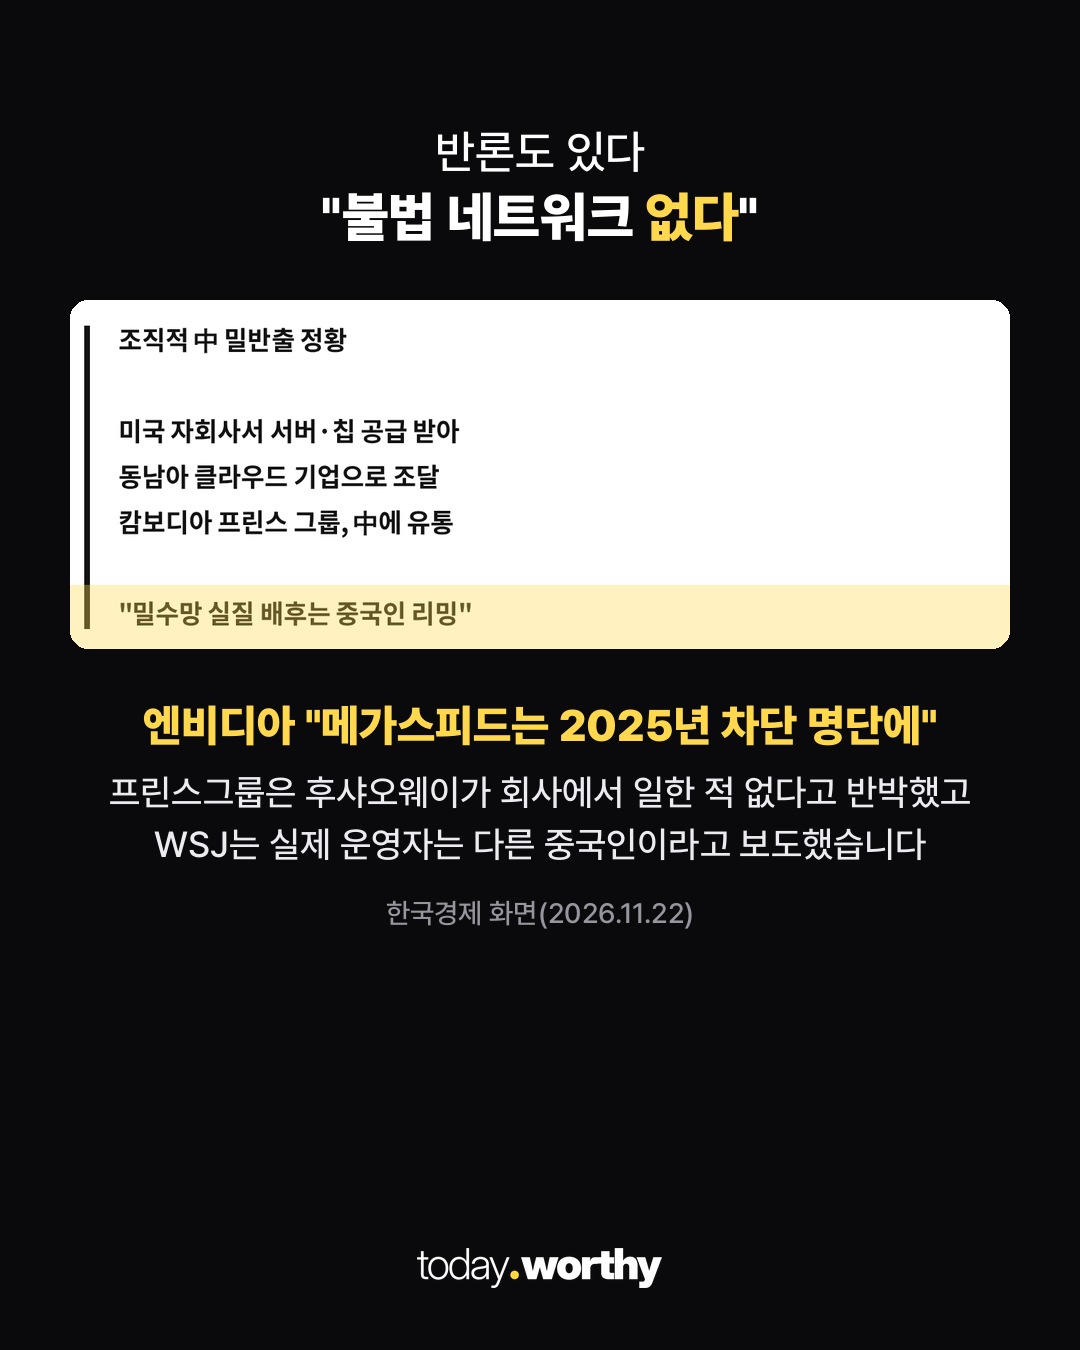 반론도 있다
"불법 네트워크 없다"
조직적 中 밀반출 정황
미국 자회사서 서버·칩 공급 받아
동남아 클라우드 기업으로 조달
캄보디아 프린스 그룹, 中에 유통
"밀수망 실질 배후는 중국인 리밍"
엔비디아 "메가스피드는 2025년 차단 명단에"
프린스그룹은 후샤오웨이가 회사에서 일한 적 없다고 반박했고
WSJ는 실제 운영자는 다른 중국인이라고 보도했습니다
한국경제 화면(2026.11.22)
today.worthy